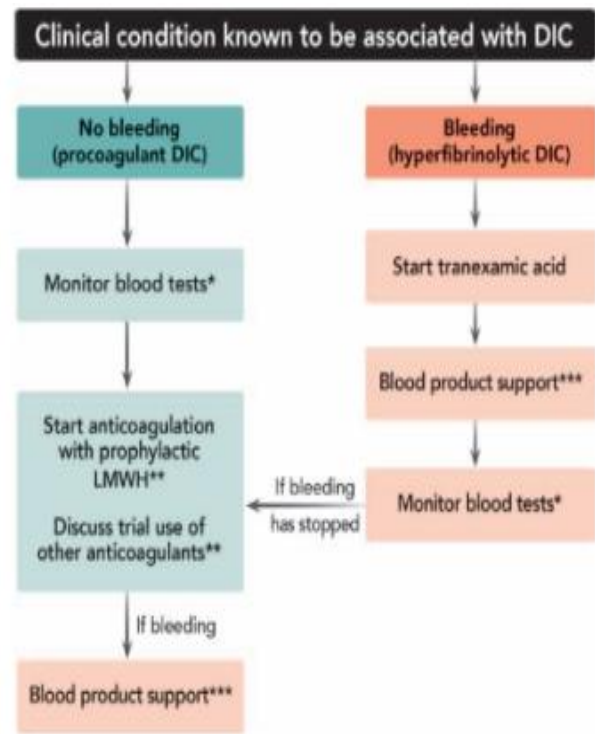 Clinical condition known to be associated with DIC
No bleeding
(procoagulant DIC)
Monitor blood tests*
Start anticoagulation
with prophylactic
LMWH**
Discuss trial use of
other anticoagulants**
If bleeding
Blood product support***
Bleeding
(hyperfibrinolytic DIC)
Start tranexamic acid
Blood product support***
Monitor blood tests*
If bleeding
has stopped